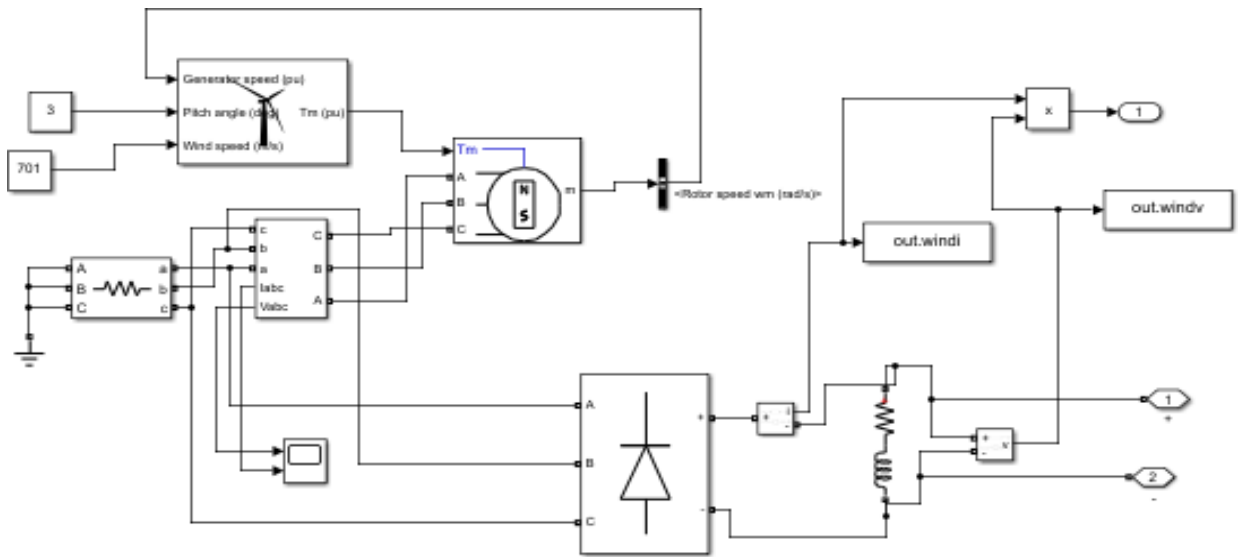 Generator speed (pu)
3
Pitch angle (deg)
Tm (pu)
701
Wind speed (m/s)
Tm
A
B
C
N
S
m
<Rotor speed wm (rad/s)>
x
1
out.windv
out.windi
A
B
C
a
b
c
c
b
a
Iabc
Vabc
C
B
A
A
B
C
+
-
+
i
-
+
-
v
1
+
2
-